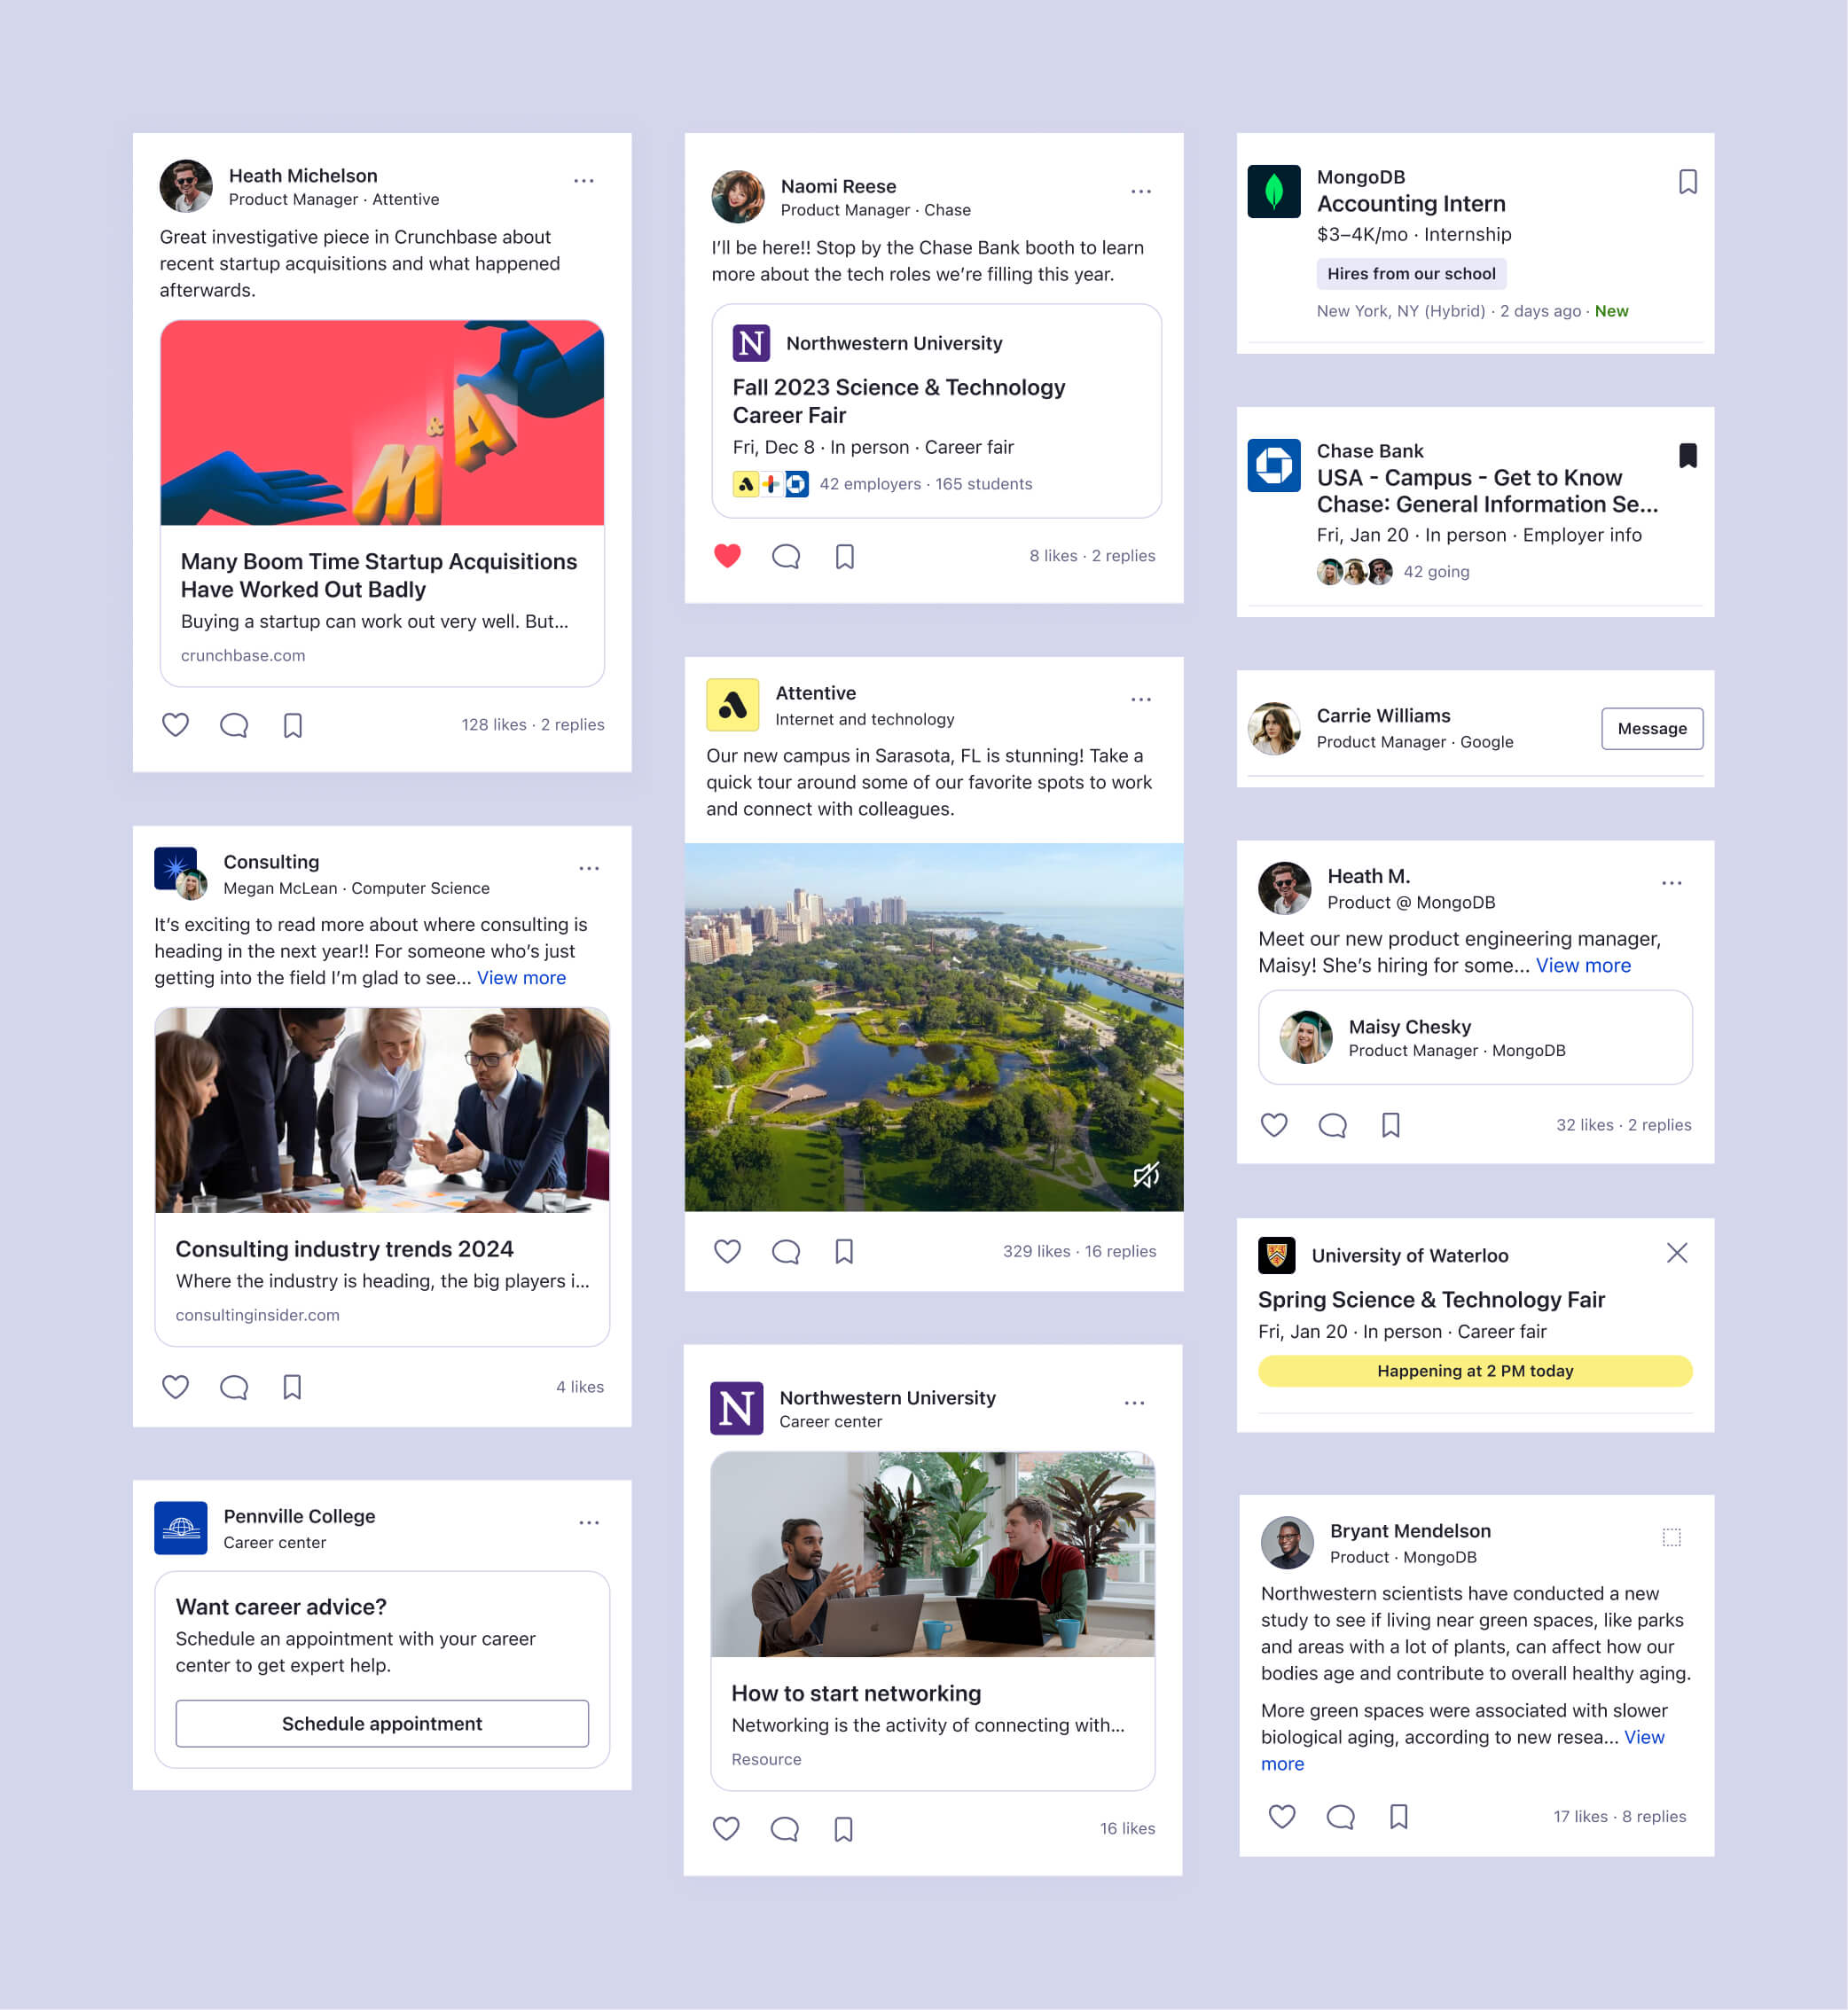 Heath Michelson
Product Manager · Attentive
Great investigative piece in Crunchbase about
recent startup acquisitions and what happened
afterwards.
M
&
A
Many Boom Time Startup Acquisitions
Have Worked Out Badly
Buying a startup can work out very well. But...
crunchbase.com
128 likes · 2 replies
Consulting
Megan McLean · Computer Science
It’s exciting to read more about where consulting is
heading in the next year!! For someone who’s just
getting into the field I’m glad to see... View more
Consulting industry trends 2024
Where the industry is heading, the big players i...
consultinginsider.com
4 likes
Pennville College
Career center
Want career advice?
Schedule an appointment with your career
center to get expert help.
Schedule appointment
Naomi Reese
Product Manager · Chase
I’ll be here!! Stop by the Chase Bank booth to learn
more about the tech roles we’re filling this year.
N
Northwestern University
Fall 2023 Science & Technology
Career Fair
Fri, Dec 8 · In person · Career fair
42 employers · 165 students
8 likes · 2 replies
Attentive
Internet and technology
Our new campus in Sarasota, FL is stunning! Take a
quick tour around some of our favorite spots to work
and connect with colleagues.
329 likes · 16 replies
N
Northwestern University
Career center
How to start networking
Networking is the activity of connecting with...
Resource
16 likes
MongoDB
Accounting Intern
$3–4K/mo · Internship
Hires from our school
New York, NY (Hybrid) · 2 days ago · New
Chase Bank
USA - Campus - Get to Know
Chase: General Information Se...
Fri, Jan 20 · In person · Employer info
42 going
Carrie Williams
Product Manager · Google
Message
Heath M.
Product @ MongoDB
Meet our new product engineering manager,
Maisy! She’s hiring for some... View more
Maisy Chesky
Product Manager · MongoDB
32 likes · 2 replies
University of Waterloo
Spring Science & Technology Fair
Fri, Jan 20 · In person · Career fair
Happening at 2 PM today
Bryant Mendelson
Product · MongoDB
Northwestern scientists have conducted a new
study to see if living near green spaces, like parks
and areas with a lot of plants, can affect how our
bodies age and contribute to overall healthy aging.
More green spaces were associated with slower
biological aging, according to new resea... View
more
17 likes · 8 replies